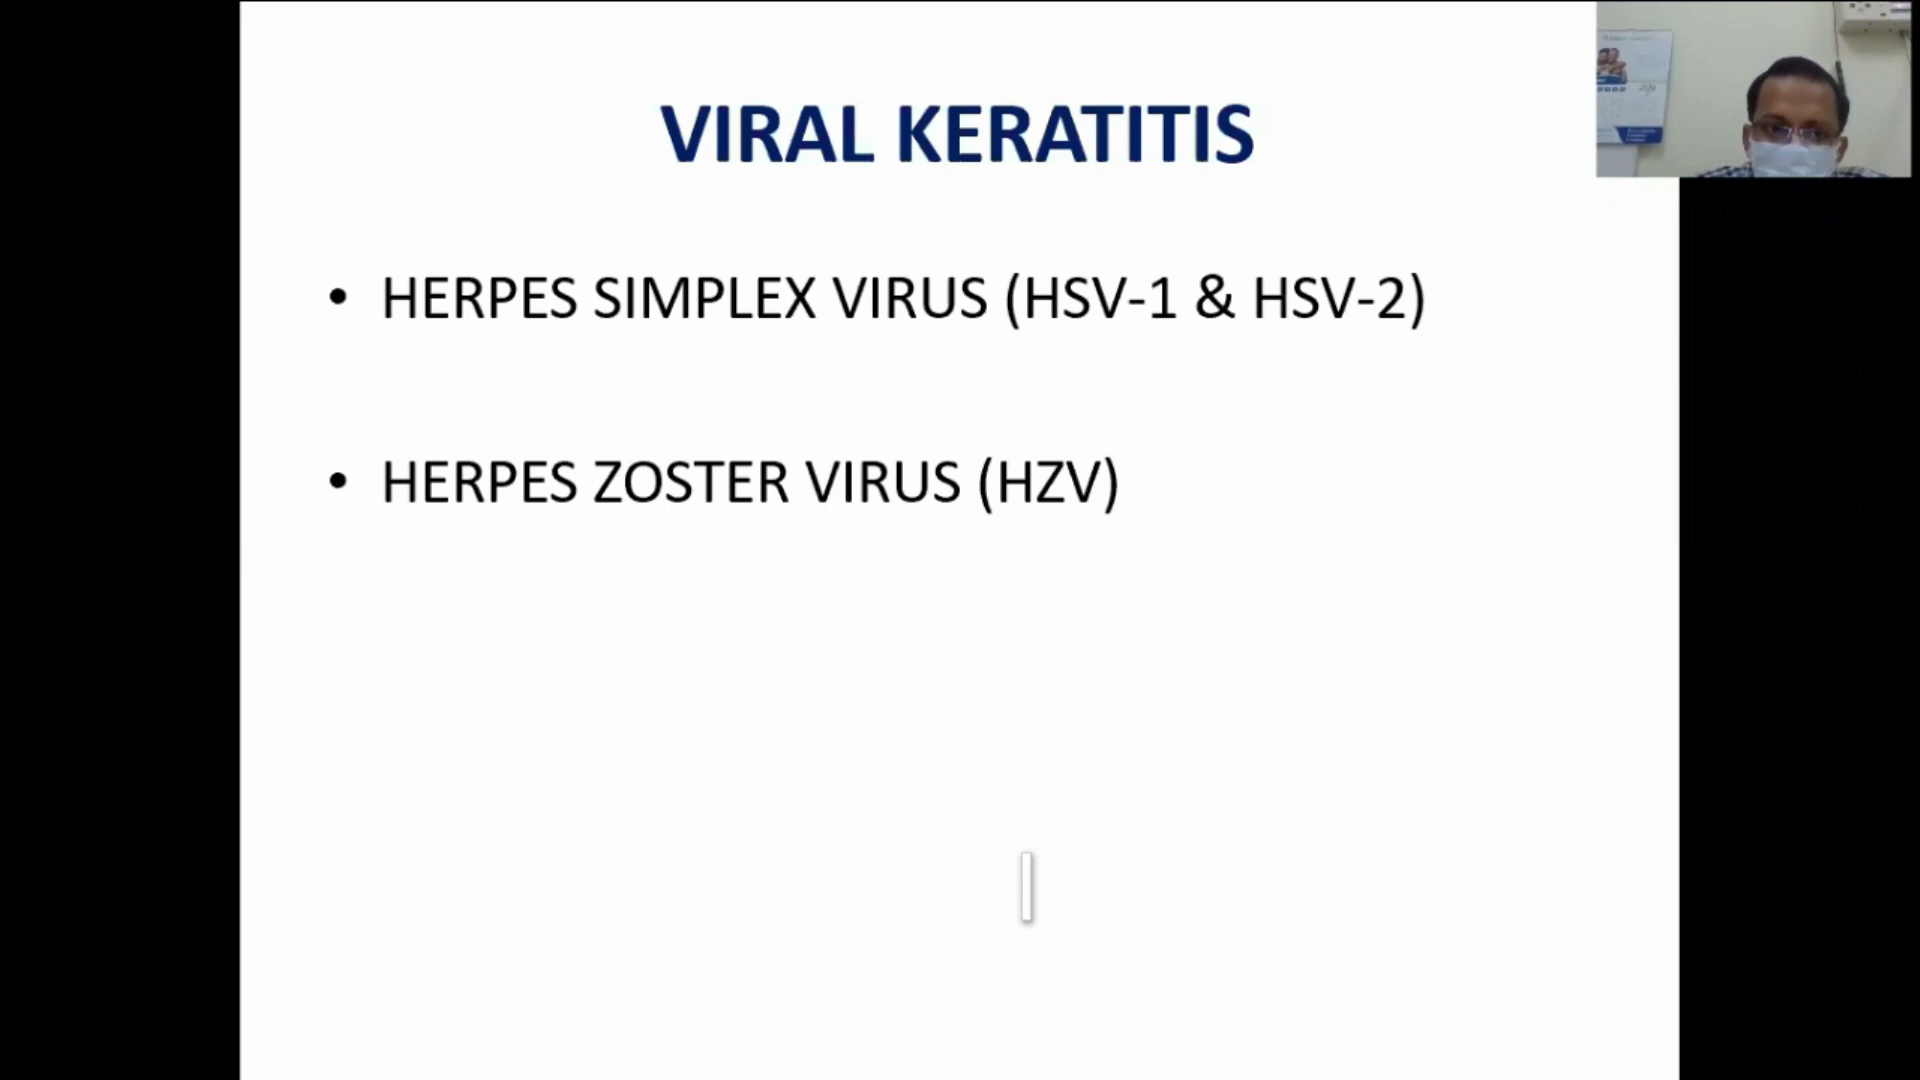 VIRAL KERATITIS
• HERPES SIMPLEX VIRUS (HSV-1 & HSV-2)
• HERPES ZOSTER VIRUS (HZV)